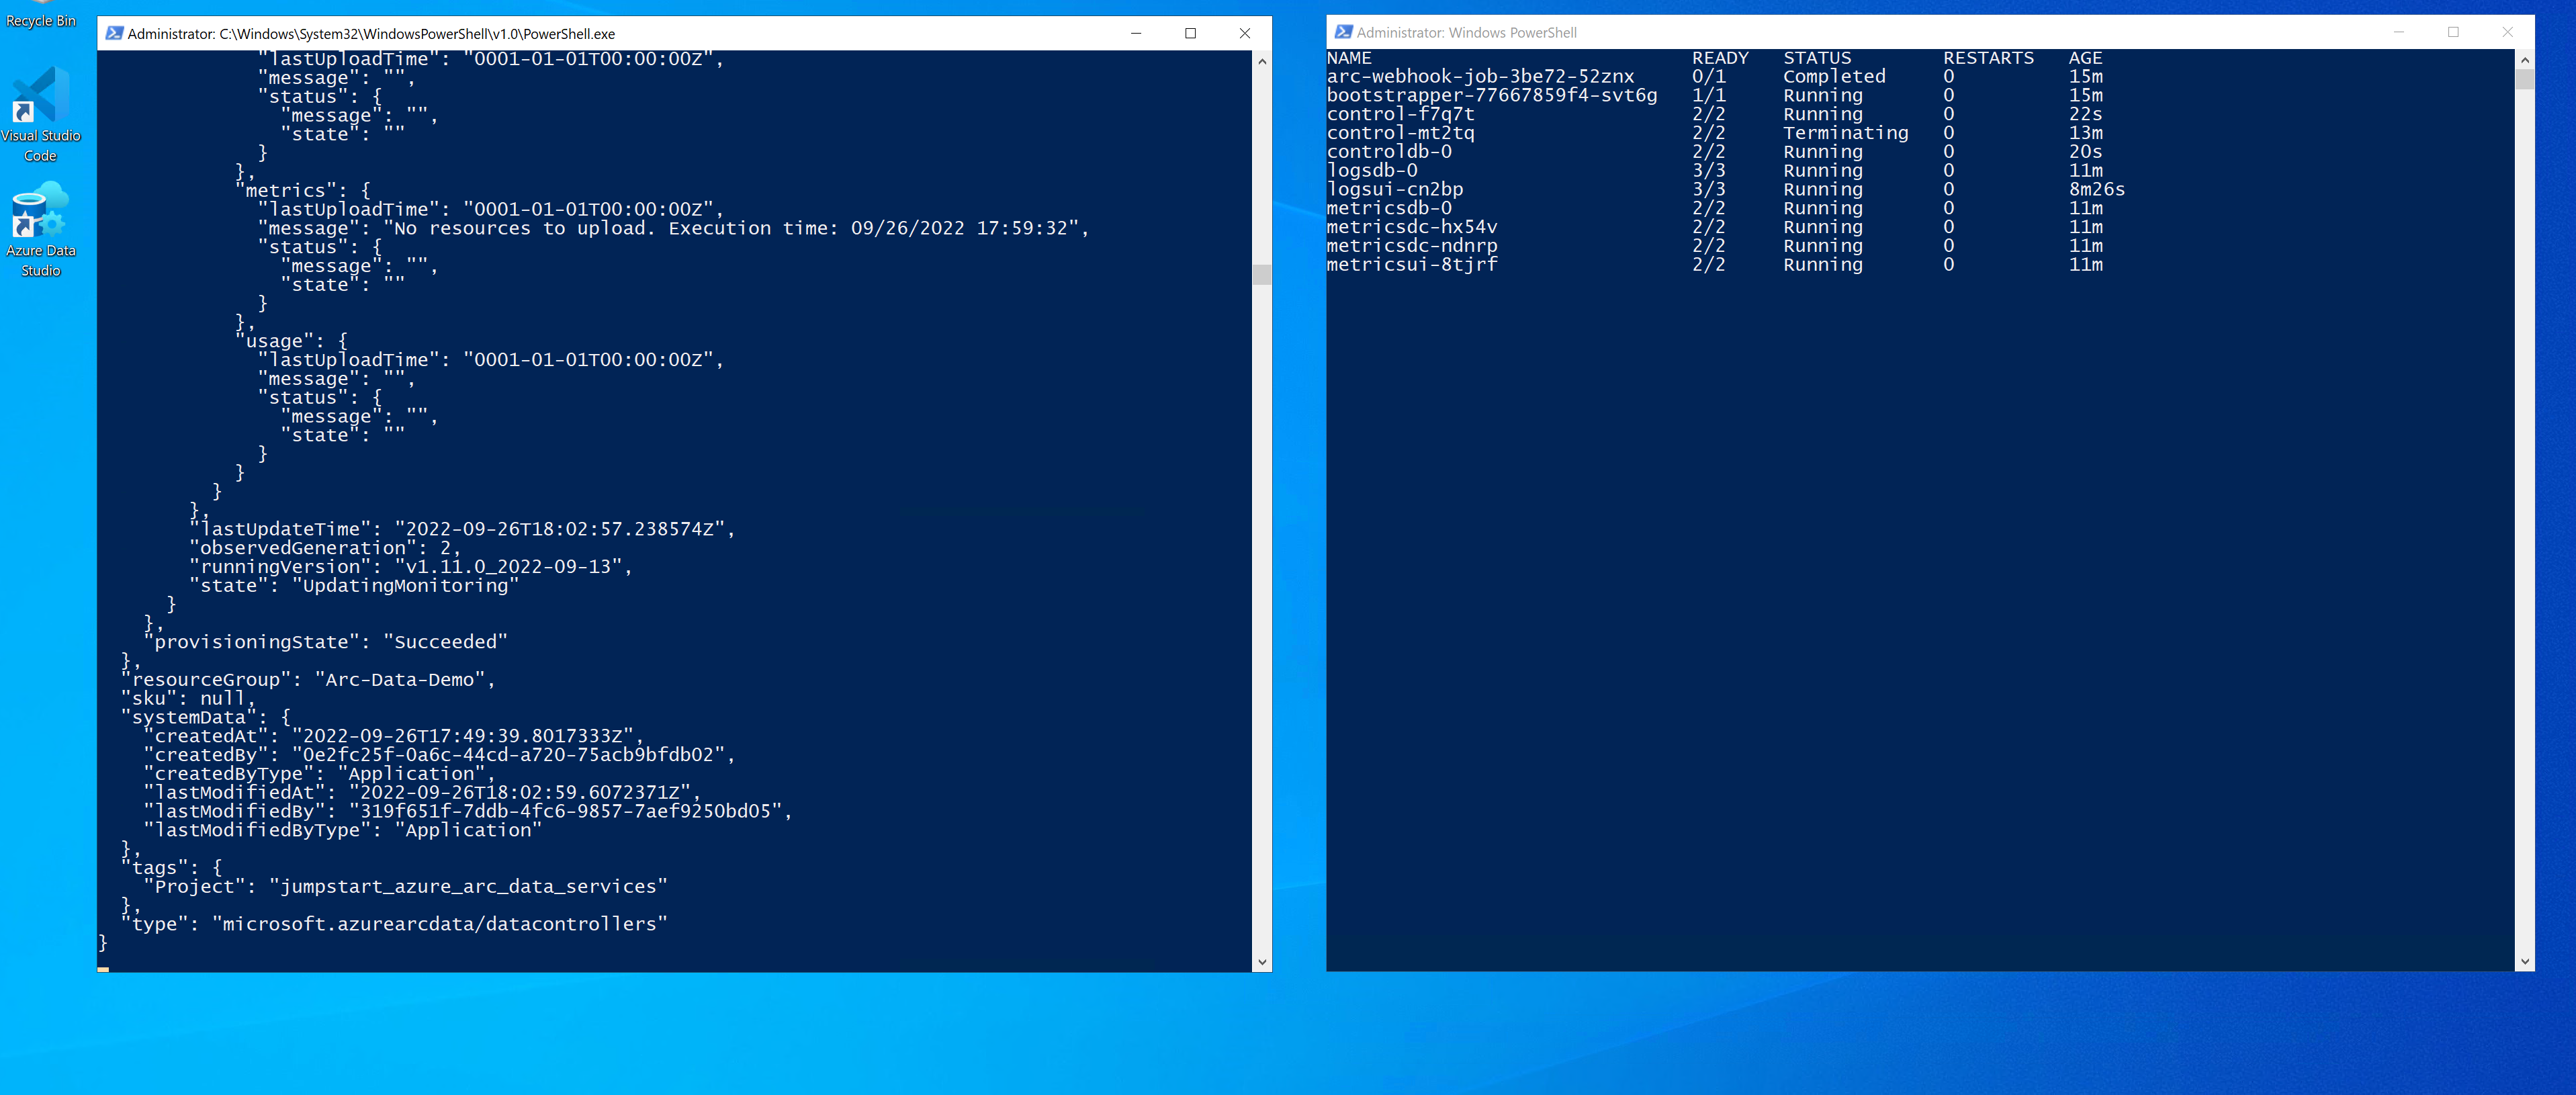 Recycle Bin
Visual Studio
Code
Azure Data
Studio
Administrator: C:\Windows\System32\WindowsPowerShell\v1.0\PowerShell.exe
"lastUploadTime": "0001-01-01T00:00:00Z",
"message": "",
"status": {
"message": "",
"state": ""
}
},
"metrics": {
"lastUploadTime": "0001-01-01T00:00:00Z",
"message": "No resources to upload. Execution time: 09/26/2022 17:59:32",
"status": {
"message": "",
"state": ""
}
},
"usage": {
"lastUploadTime": "0001-01-01T00:00:00Z",
"message": "",
"status": {
"message": "",
"state": ""
}
}
}
},
"lastUpdateTime": "2022-09-26T18:02:57.238574Z",
"observedGeneration": 2,
"runningVersion": "v1.11.0_2022-09-13",
"state": "UpdatingMonitoring"
}
},
"provisioningState": "Succeeded"
},
"resourceGroup": "Arc-Data-Demo",
"sku": null,
"systemData": {
"createdAt": "2022-09-26T17:49:39.8017333Z",
"createdBy": "0e2fc25f-0a6c-44cd-a720-75acb9bfdb02",
"createdByType": "Application",
"lastModifiedAt": "2022-09-26T18:02:59.6072371Z",
"lastModifiedBy": "319f651f-7ddb-4fc6-9857-7aef9250bd05",
"lastModifiedByType": "Application"
},
"tags": {
"Project": "jumpstart_azure_arc_data_services"
},
"type": "microsoft.azurearcdata/datacontrollers"
}
Administrator: Windows PowerShell
NAME READY STATUS RESTARTS AGE
arc-webhook-job-3be72-52znx 0/1 Completed 0 15m
bootstrapper-77667859f4-svt6g 1/1 Running 0 15m
control-f7q7t 2/2 Running 0 22s
control-mt2tq 2/2 Terminating 0 13m
controldb-0 2/2 Running 0 20s
logsdb-0 3/3 Running 0 11m
logsui-cn2bp 3/3 Running 0 8m26s
metricsdb-0 2/2 Running 0 11m
metricsdc-hx54v 2/2 Running 0 11m
metricsdc-ndnrp 2/2 Running 0 11m
metricsui-8tjrf 2/2 Running 0 11m